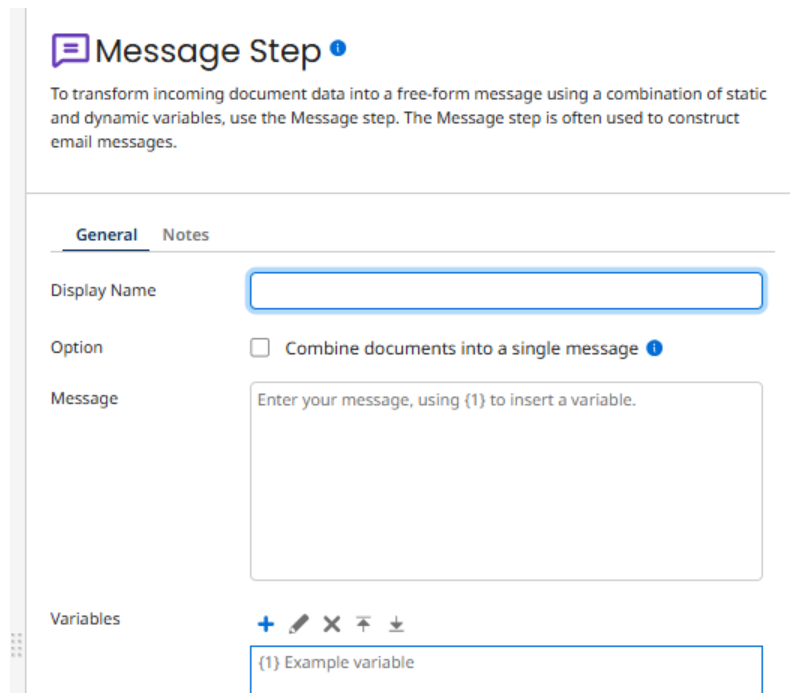 Message Step
To transform incoming document data into a free-form message using a combination of static
and dynamic variables, use the Message step. The Message step is often used to construct
email messages.
General Notes
Display Name
Option Combine documents into a single message
Message Enter your message, using {1} to insert a variable.
Variables
{1} Example variable